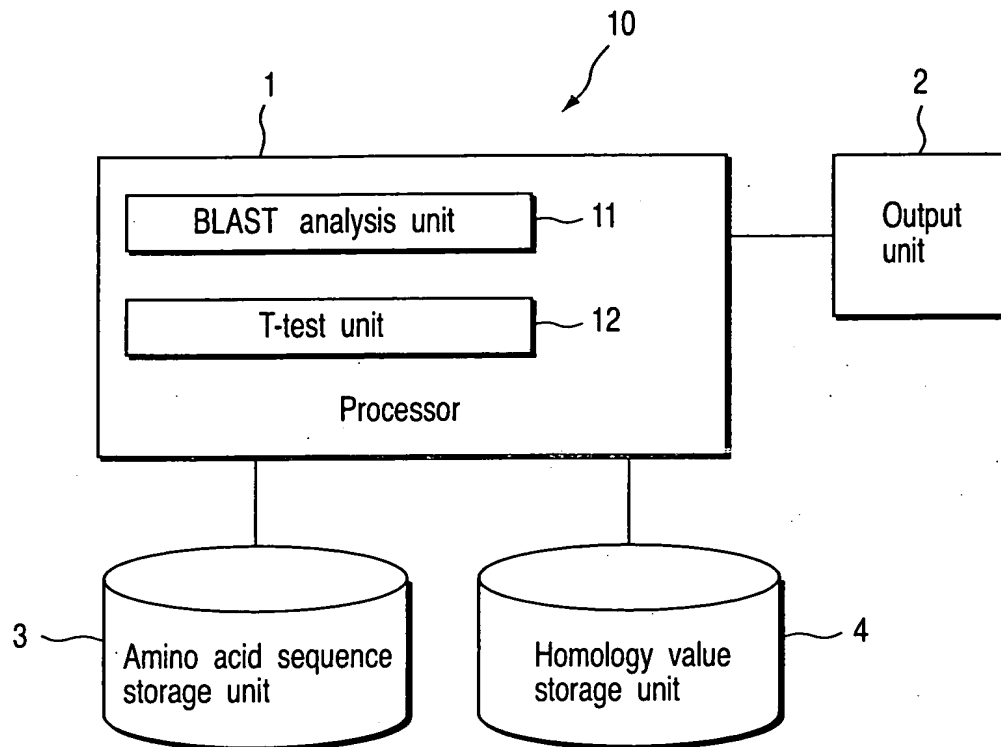 10
1
2
BLAST analysis unit
11
Output
unit
T-test unit
12
Processor
3
Amino acid sequence
storage unit
Homology value
storage unit
4